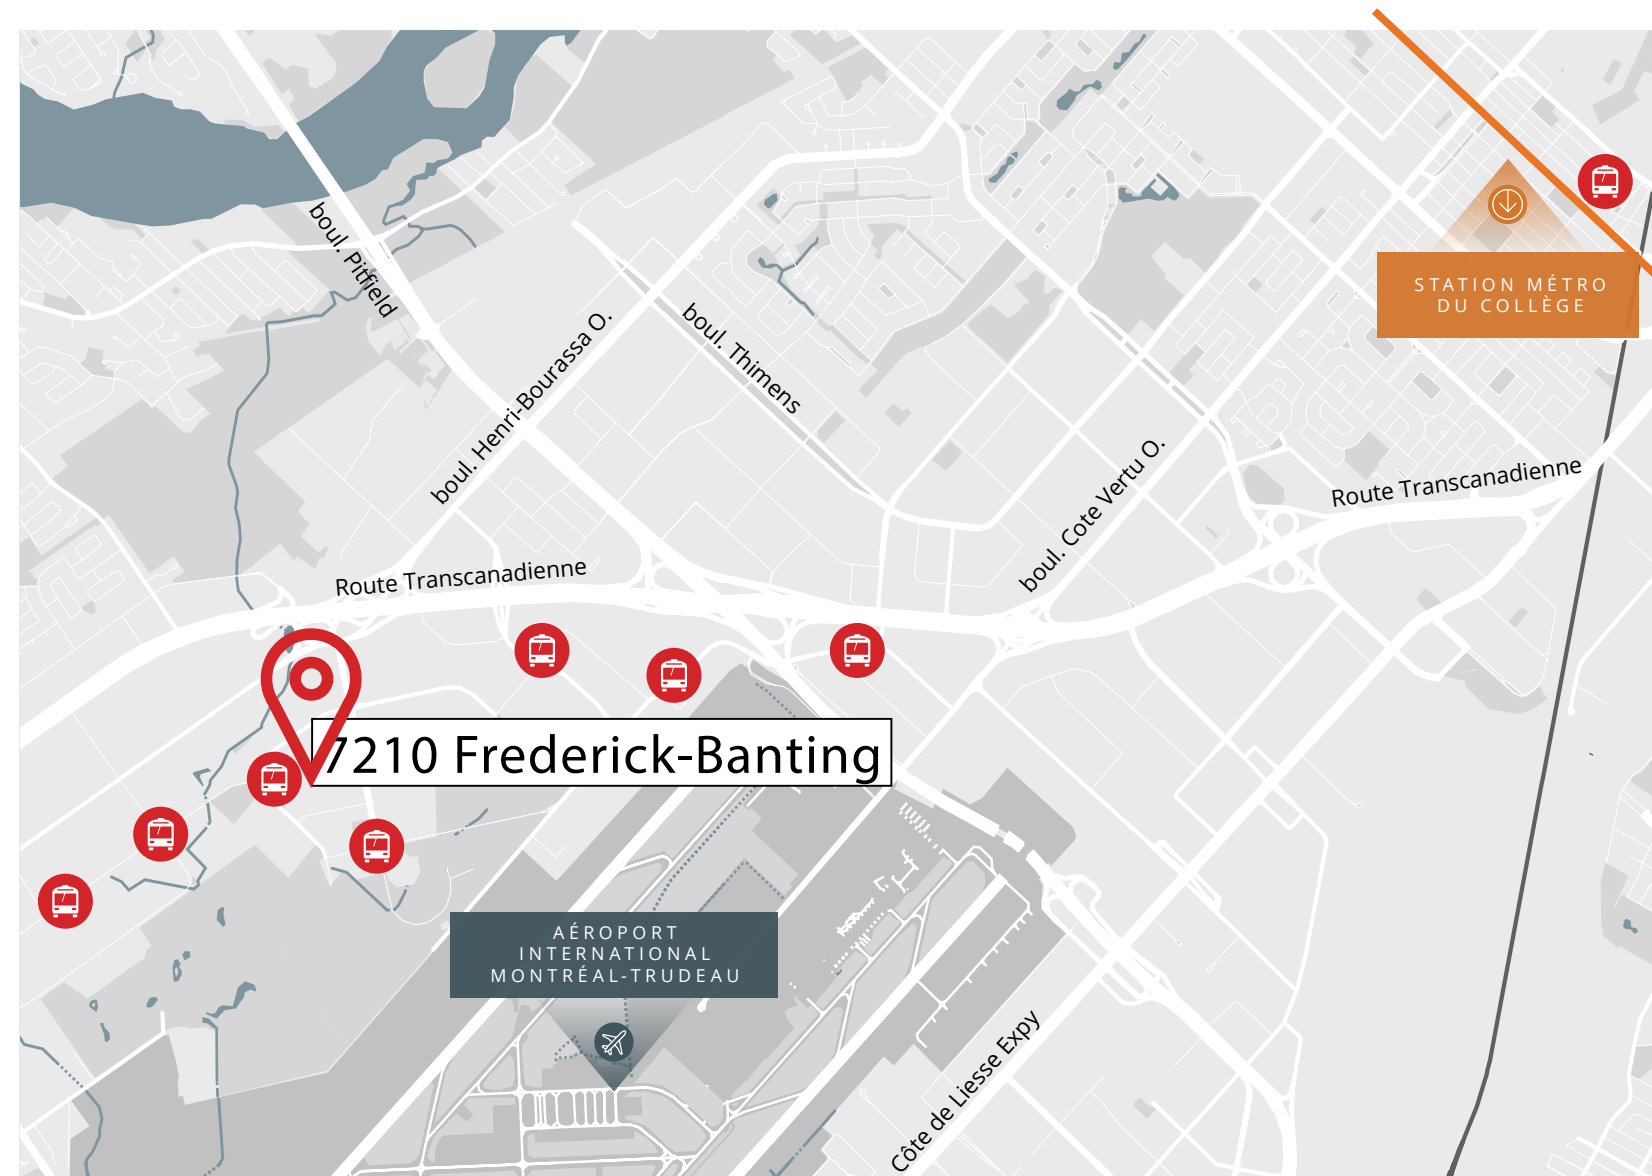 boul. Pitfield
boul. Henri-Bourassa O.
boul. Thimens
STATION MÉTRO
DU COLLÈGE
boul. Cote Vertu O.
Route Transcanadienne
Route Transcanadienne
7210 Frederick-Banting
AÉROPORT
INTERNATIONAL
MONTRÉAL-TRUDEAU
Côte de Liesse Expy